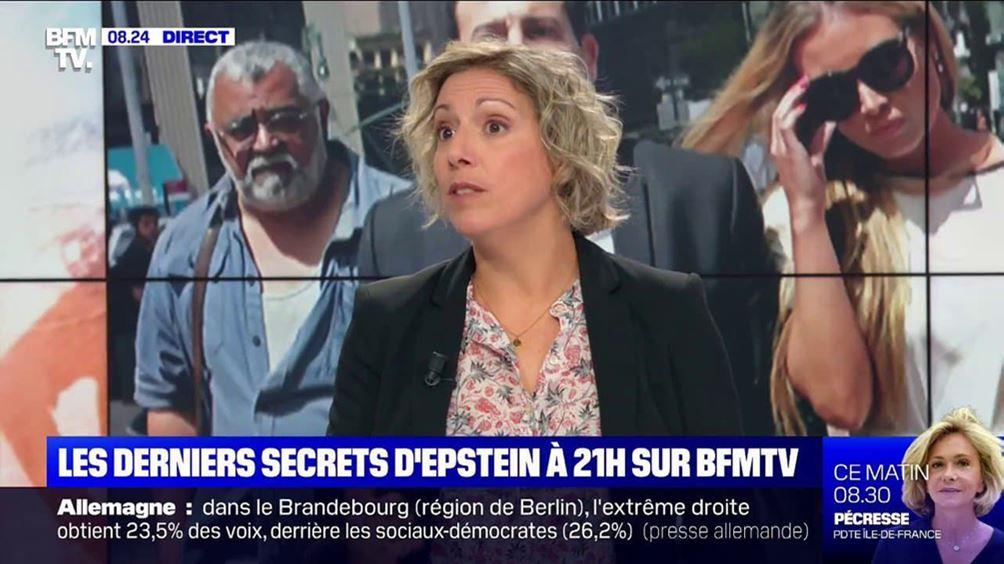 BFM
TV.
08.24 DIRECT
LES DERNIERS SECRETS D'EPSTEIN À 21H SUR BFMTV
Allemagne : dans le Brandebourg (région de Berlin), l'extrême droite
obtient 23,5% des voix, derrière les sociaux-démocrates (26,2%) (presse allemande)
CE MATIN
08.30
PÉCRESSE
PDTE ÎLE-DE-FRANCE